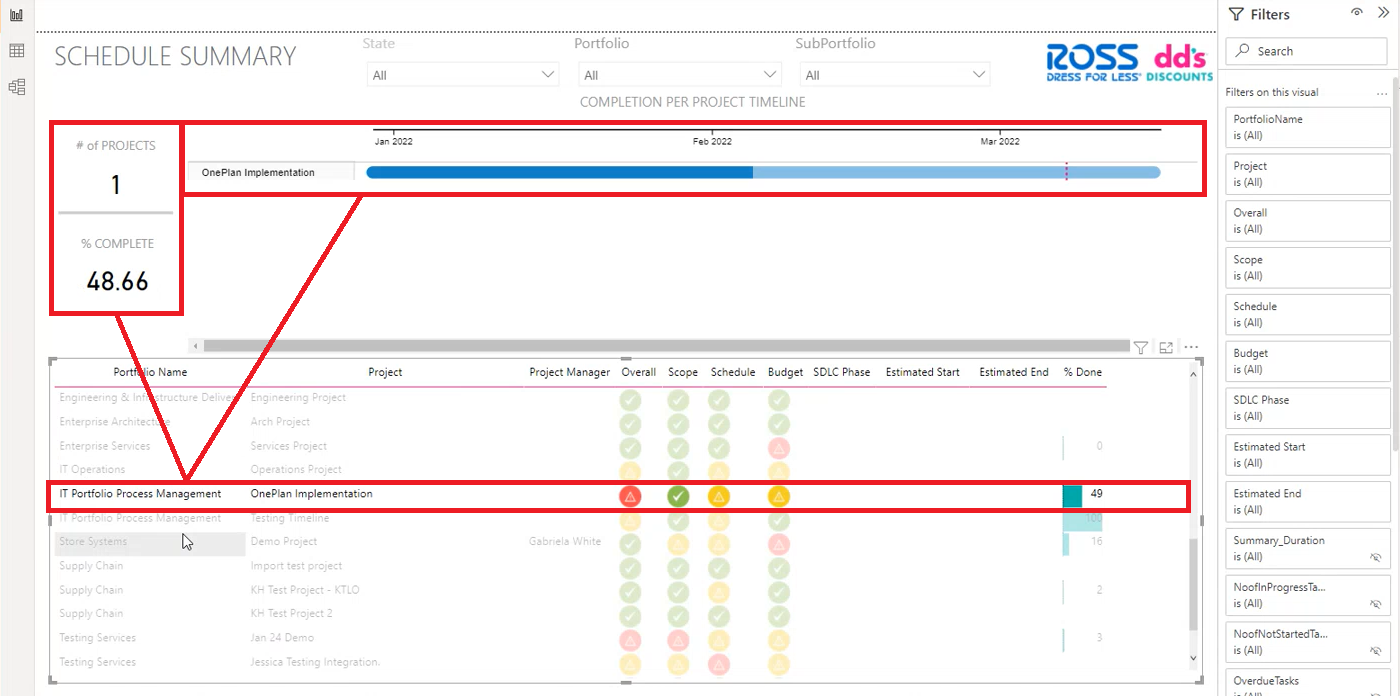 SCHEDULE SUMMARY
State
All
Portfolio
All
SubPortfolio
All
ROSS
DRESS FOR LESS®
dd's
DISCOUNTS
COMPLETION PER PROJECT TIMELINE
# of PROJECTS
1
% COMPLETE
48.66
Jan 2022 Feb 2022 Mar 2022
OnePlan Implementation
Portfolio Name Project Project Manager Overall Scope Schedule Budget SDLC Phase Estimated Start Estimated End % Done
Engineering & Infrastructure Deliver Engineering Project
Enterprise Architecture Arch Project
Enterprise Services Services Project 0
IT Operations Operations Project
IT Portfolio Process Management OnePlan Implementation 49
IT Portfolio Process Management Testing Timeline 100
Store Systems Demo Project Gabriela White 16
Supply Chain Import test project
Supply Chain KH Test Project - KTLO 2
Supply Chain KH Test Project 2
Testing Services Jan 24 Demo 3
Testing Services Jessica Testing Integration.
Filters
Search
Filters on this visual ...
PortfolioName
is (All)
Project
is (All)
Overall
is (All)
Scope
is (All)
Schedule
is (All)
Budget
is (All)
SDLC Phase
is (All)
Estimated Start
is (All)
Estimated End
is (All)
Summary_Duration
is (All)
NoofInProgressTa...
is (All)
NoofNotStartedTa...
is (All)
OverdueTasks
is (All)